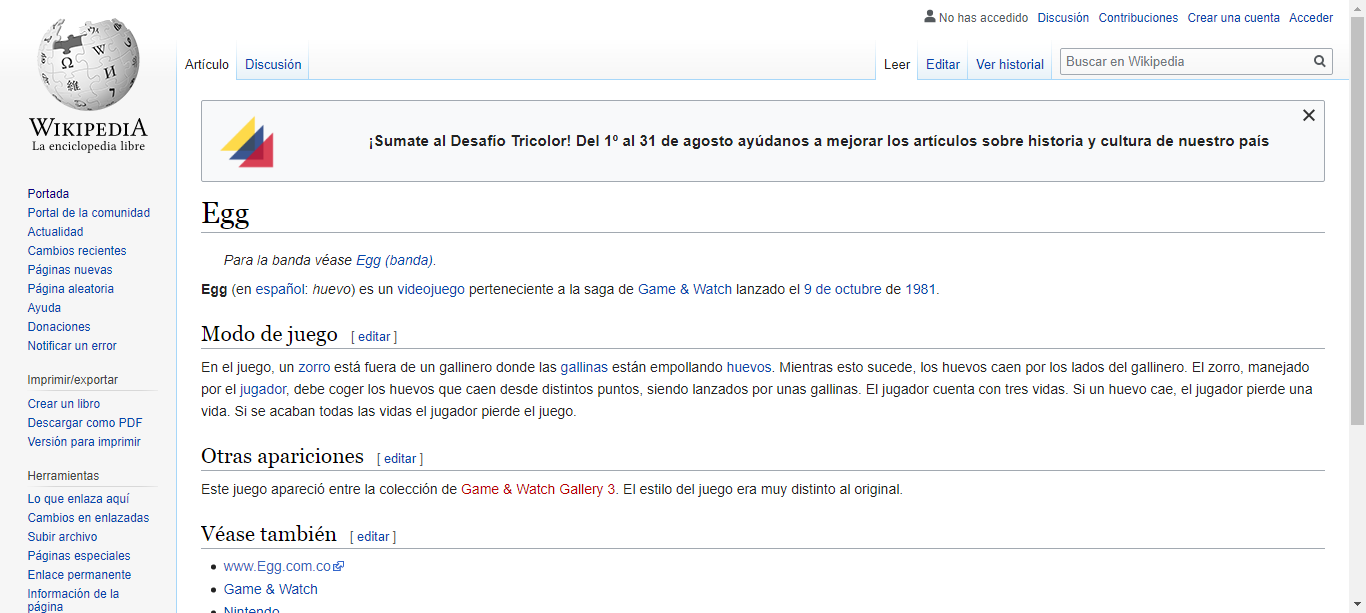 WIKIPEDIA
La enciclopedia libre
No has accedido Discusión Contribuciones Crear una cuenta Acceder
Artículo Discusión Leer Editar Ver historial Buscar en Wikipedia
¡Sumate al Desafío Tricolor! Del 1º al 31 de agosto ayúdanos a mejorar los artículos sobre historia y cultura de nuestro país
Portada
Portal de la comunidad
Actualidad
Cambios recientes
Páginas nuevas
Página aleatoria
Ayuda
Donaciones
Notificar un error
Imprimir/exportar
Crear un libro
Descargar como PDF
Versión para imprimir
Herramientas
Lo que enlaza aquí
Cambios en enlazadas
Subir archivo
Páginas especiales
Enlace permanente
Información de la
página
Egg
Para la banda véase Egg (banda).
Egg (en español: huevo) es un videojuego perteneciente a la saga de Game & Watch lanzado el 9 de octubre de 1981.
Modo de juego [ editar ]
En el juego, un zorro está fuera de un gallinero donde las gallinas están empollando huevos. Mientras esto sucede, los huevos caen por los lados del gallinero. El zorro, manejado
por el jugador, debe coger los huevos que caen desde distintos puntos, siendo lanzados por unas gallinas. El jugador cuenta con tres vidas. Si un huevo cae, el jugador pierde una
vida. Si se acaban todas las vidas el jugador pierde el juego.
Otras apariciones [ editar ]
Este juego apareció entre la colección de Game & Watch Gallery 3. El estilo del juego era muy distinto al original.
Véase también [ editar ]
www.Egg.com.co
Game & Watch
Nintendo